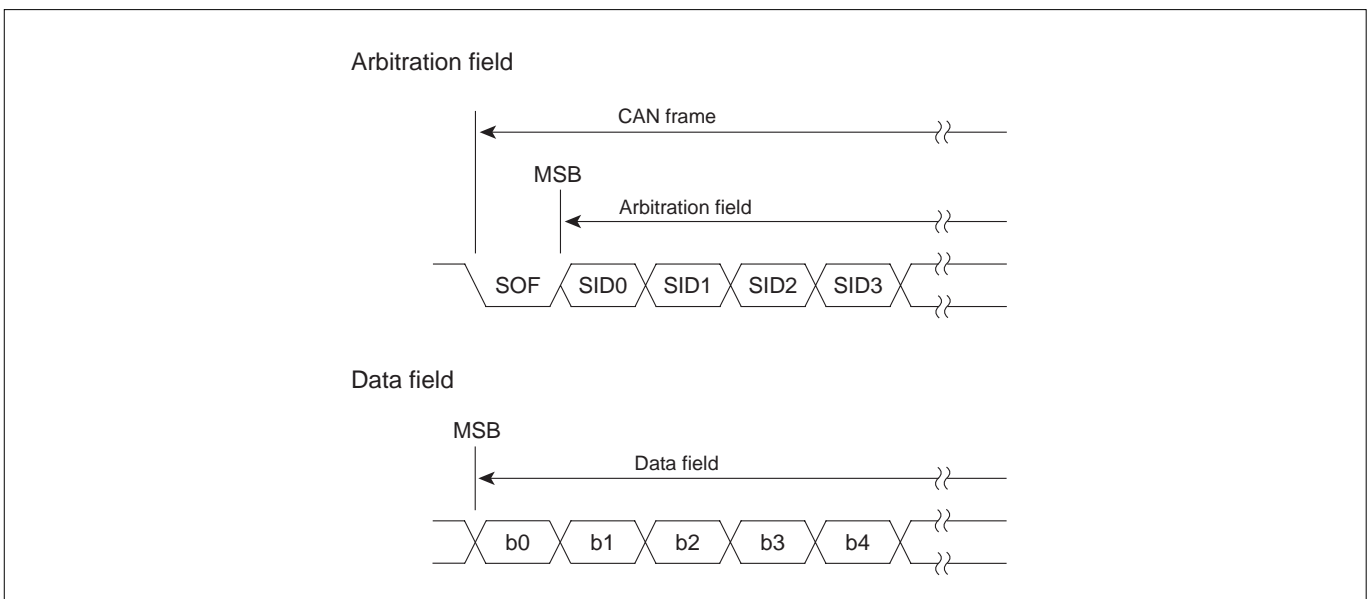 Arbitration field
CAN frame
MSB
Arbitration field
SOF SID0 SID1 SID2 SID3
Data field
MSB
Data field
b0 b1 b2 b3 b4